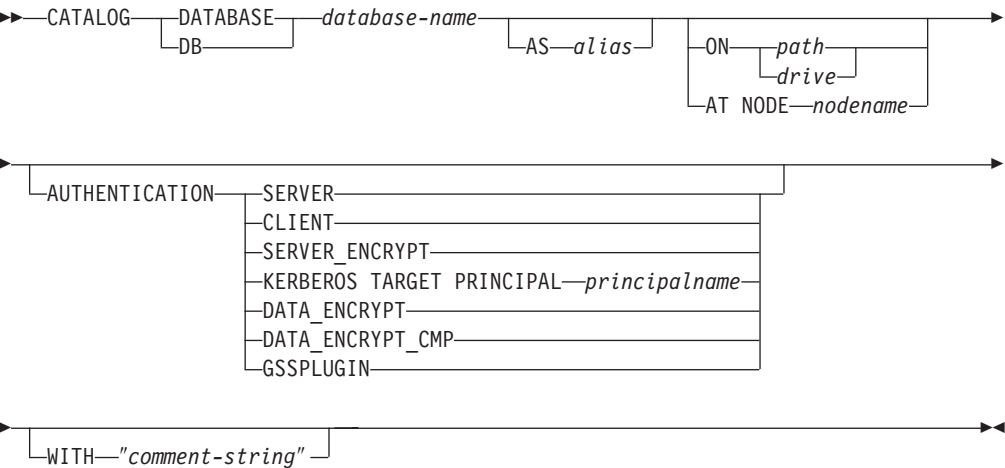 CATALOG DATABASE database-name
DB AS alias ON path
drive
AT NODE nodename
AUTHENTICATION SERVER
CLIENT
SERVER_ENCRYPT
KERBEROS TARGET PRINCIPAL principalname
DATA_ENCRYPT
DATA_ENCRYPT_CMP
GSSPLUGIN
WITH "comment-string"